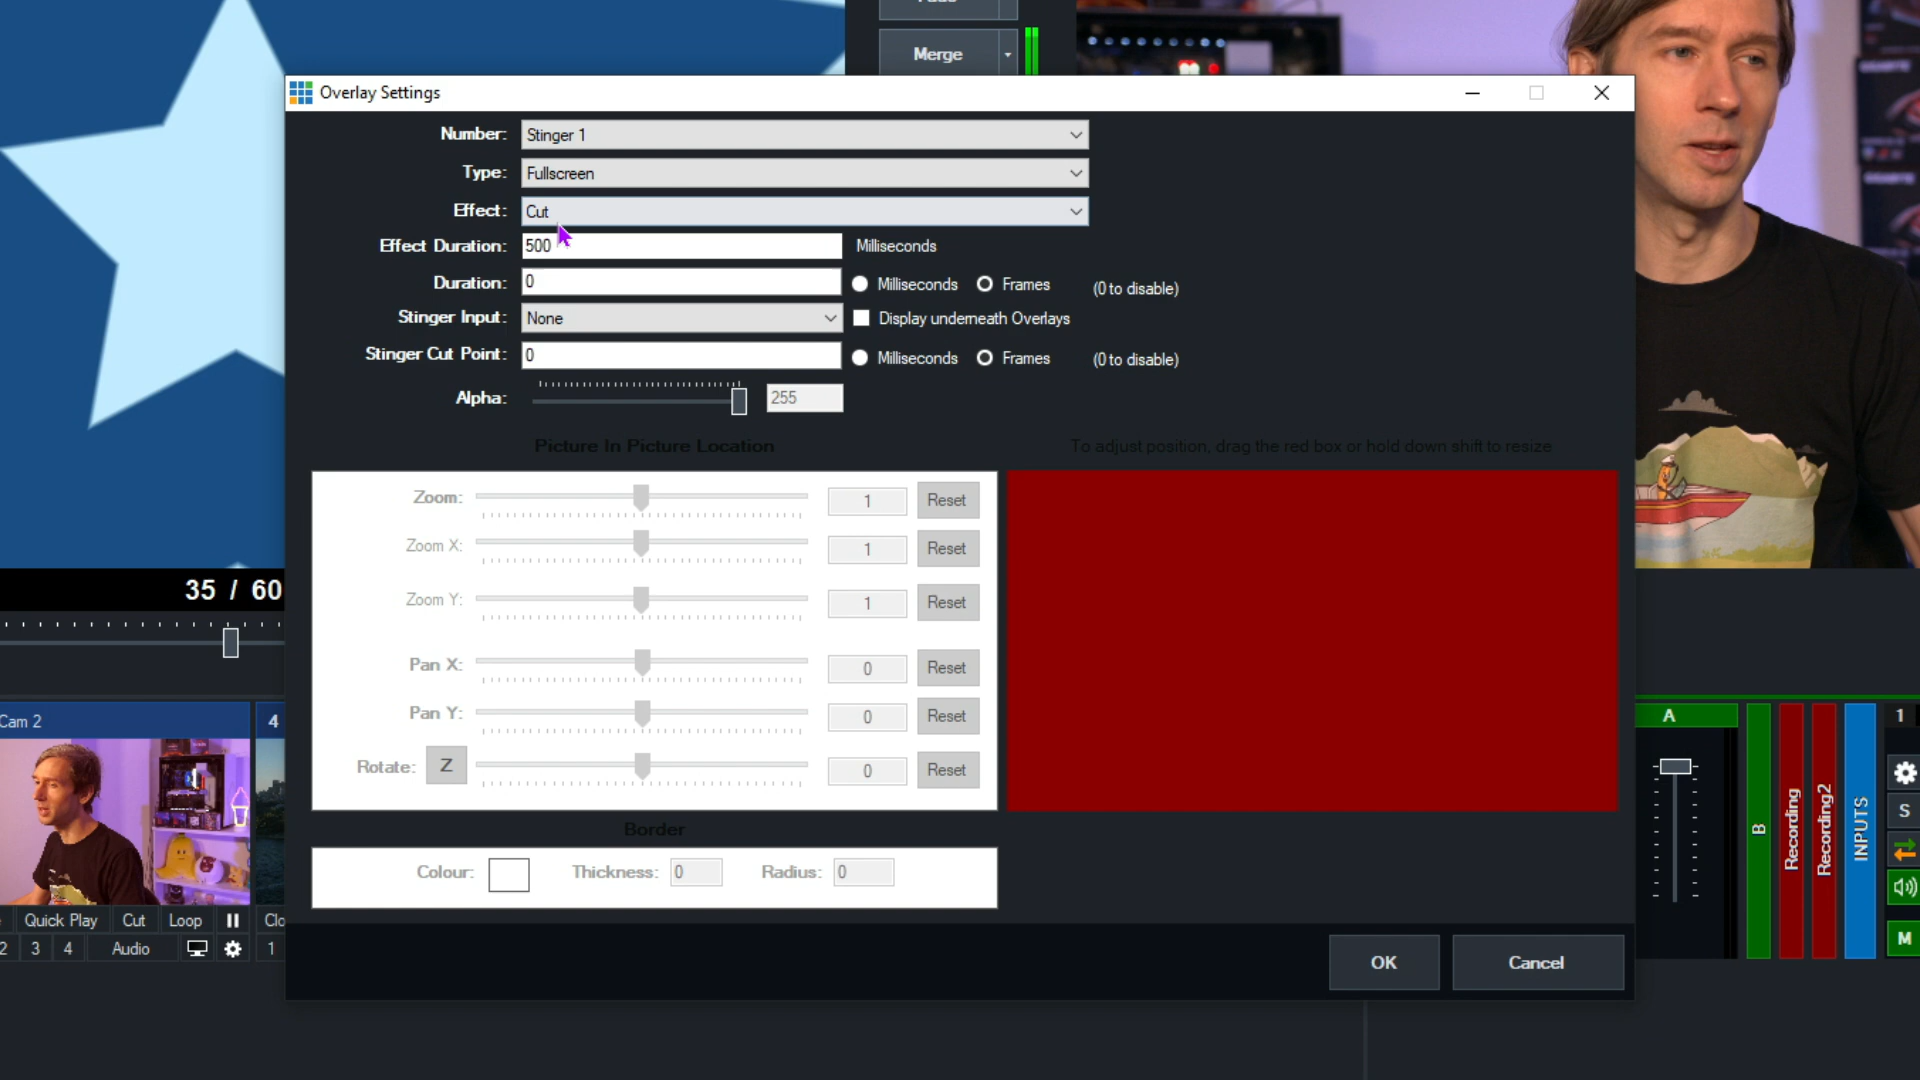 Merge
Overlay Settings
Number: Stinger 1
Type: Fullscreen
Effect: Cut
Effect Duration: 500 Milliseconds
Duration: 0 Milliseconds Frames (0 to disable)
Stinger Input: None Display underneath Overlays
Stinger Cut Point: 0 Milliseconds Frames (0 to disable)
Alpha: 255
Picture In Picture Location
To adjust position, drag the red box or hold down shift to resize
Zoom: 1 Reset
Zoom X: 1 Reset
Zoom Y: 1 Reset
Pan X: 0 Reset
Pan Y: 0 Reset
Rotate: Z 0 Reset
Border
Colour: Thickness: 0 Radius: 0
OK Cancel
35 / 60
Cam 2
4
Quick Play Cut Loop Clo
2 3 4 Audio 1
A
B
Recording
Recording2
INPUTS
1
S
M